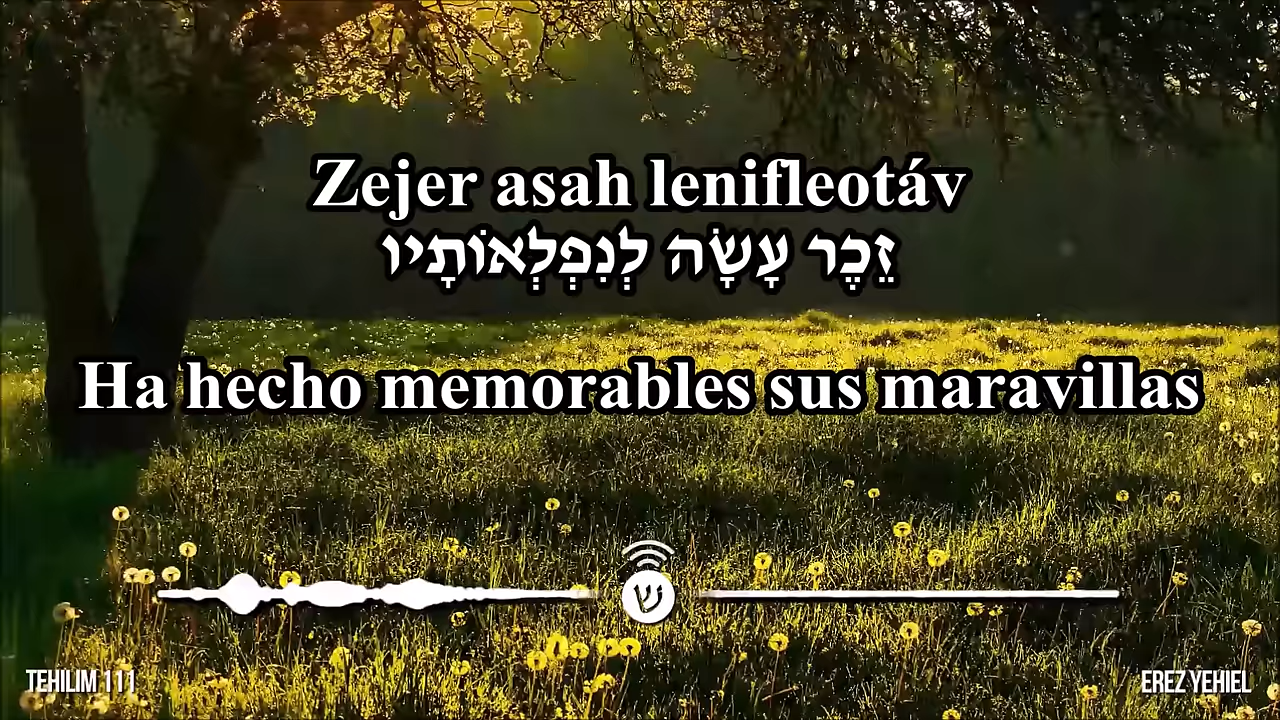 Zejer asah lenifleotáv
זֵכֶר עָשָׂה לְנִפְלְאוֹתָיו
Ha hecho memorables sus maravillas
ש
TEHILIM 111
EREZ YEHIEL